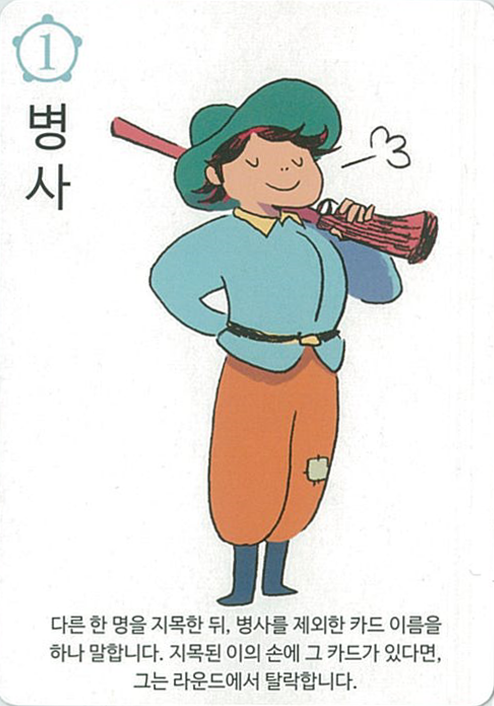 1
병사
다른 한 명을 지목한 뒤, 병사를 제외한 카드 이름을
하나 말합니다. 지목된 이의 손에 그 카드가 있다면,
그는 라운드에서 탈락합니다.